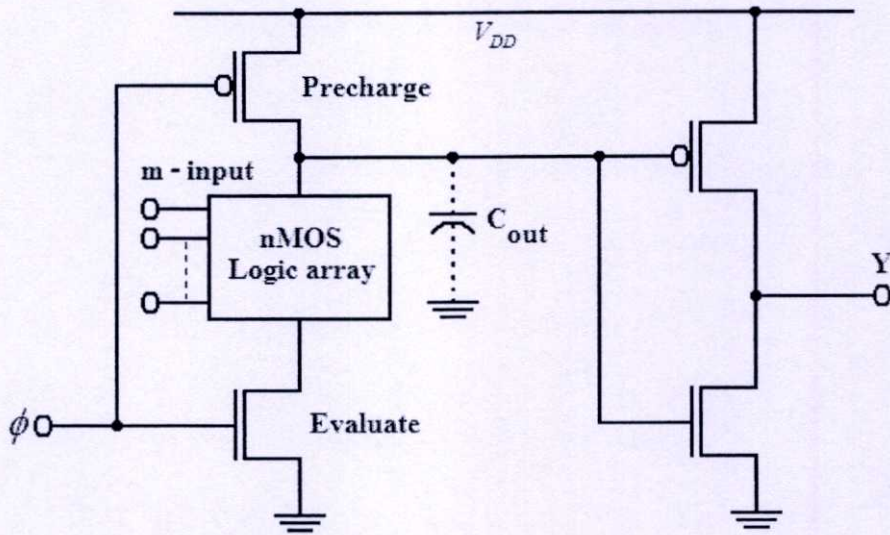 V_DD
Precharge
m - input
nMOS
Logic array
C_out
Y
ϕ
Evaluate